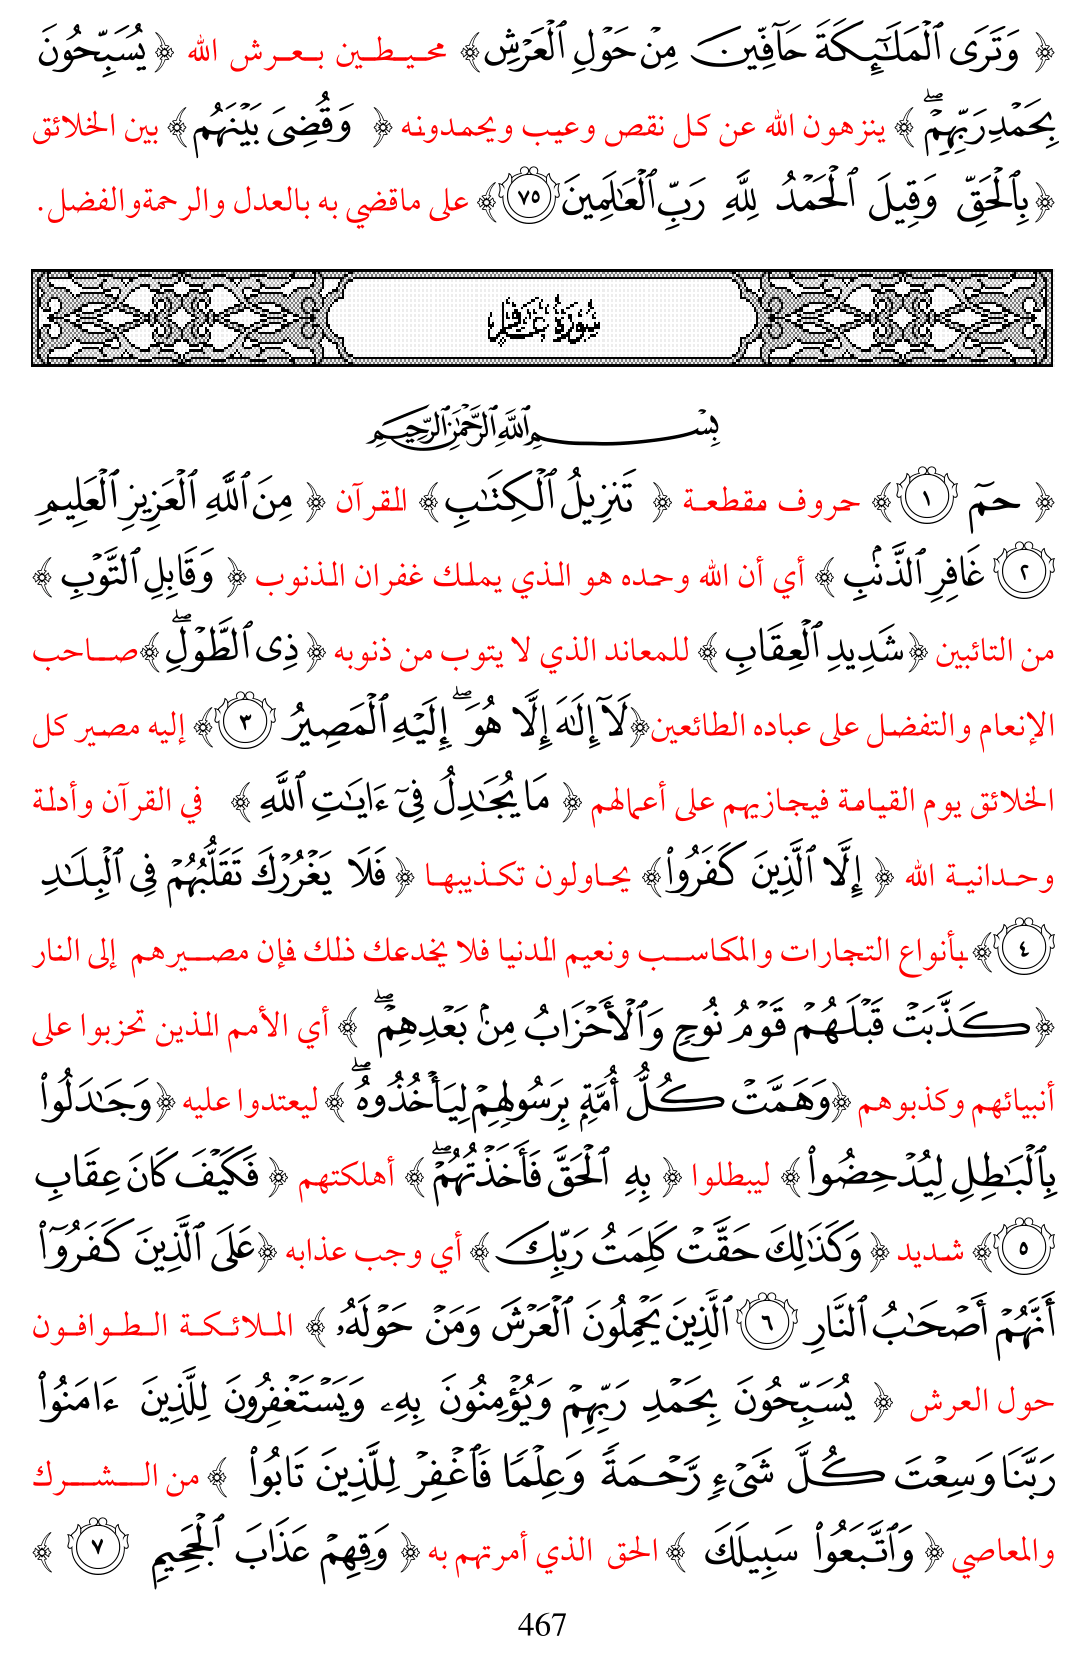 ﴿ وَتَرَى ٱلْمَلَـٰٓئِكَةَ حَآفِّينَ مِنْ حَوْلِ ٱلْعَرْشِ﴾ محيطين بعرش الله ﴿ يُسَبِّحُونَ
بِحَمْدِ رَبِّهِمْۖ ﴾ ينزهون الله عن كل نقص وعيب ويحمدونه ﴿ وَقُضِىَ بَيْنَهُم ﴾ بين الخلائق
﴿ بِٱلْحَقِّ وَقِيلَ ٱلْحَمْدُ لِلَّهِ رَبِّ ٱلْعَـٰلَمِينَ ٧٥﴾ على ماقضي به بالعدل والرحمةوالفضل.
سُورَةُ غَافِر
بِسْمِ ٱللَّهِ ٱلرَّحْمَـٰنِ ٱلرَّحِيمِ
﴿ حمٓ ١﴾ حروف مقطعة ﴿ تَنزِيلُ ٱلْكِتَـٰبِ﴾ القرآن ﴿ مِنَ ٱللَّهِ ٱلْعَزِيزِ ٱلْعَلِيمِ
٢ غَافِرِ ٱلذَّنۢبِ ﴾ أي أن الله وحده هو الذي يملك غفران الذنوب ﴿ وَقَابِلِ ٱلتَّوْبِ ﴾
من التائبين ﴿شَدِيدِ ٱلْعِقَابِ ﴾ للمعاند الذي لا يتوب من ذنوبه ﴿ ذِى ٱلطَّوْلِۖ ﴾صاحب
الإنعام والتفضل على عباده الطائعين﴿لَآ إِلَـٰهَ إِلَّا هُوَۖ إِلَيْهِ ٱلْمَصِيرُ ٣﴾ إليه مصير كل
الخلائق يوم القيامة فيجازيهم على أعمالهم ﴿ مَا يُجَـٰدِلُ فِىٓ ءَايَـٰتِ ٱللَّهِ ﴾ في القرآن وأدلة
وحدانية الله ﴿ إِلَّا ٱلَّذِينَ كَفَرُوا۟﴾ يحاولون تكذيبها ﴿ فَلَا يَغْرُرْكَ تَقَلُّبُهُمْ فِى ٱلْبِلَـٰدِ
٤﴾ بأنواع التجارات والمكاسب ونعيم الدنيا فلا يخدعك ذلك فإن مصيرهم إلى النار
﴿ كَذَّبَتْ قَبْلَهُمْ قَوْمُ نُوحٍ وَٱلْأَحْزَابُ مِنۢ بَعْدِهِمْۖ ﴾ أي الأمم الذين تحزبوا على
أنبيائهم وكذبوهم ﴿وَهَمَّتْ كُلُّ أُمَّةٍۭ بِرَسُولِهِمْ لِيَأْخُذُوهُۖ ﴾ ليعتدوا عليه ﴿ وَجَـٰدَلُوا۟
بِٱلْبَـٰطِلِ لِيُدْحِضُوا۟ ﴾ ليبطلوا ﴿ بِهِ ٱلْحَقَّ فَأَخَذْتُهُمْۖ ﴾ أهلكتهم ﴿ فَكَيْفَ كَانَ عِقَابِ
٥﴾ شديد ﴿ وَكَذَٰلِكَ حَقَّتْ كَلِمَتُ رَبِّكَ ﴾ أي وجب عذابه ﴿عَلَى ٱلَّذِينَ كَفَرُوٓا۟
أَنَّهُمْ أَصْحَـٰبُ ٱلنَّارِ ٦ ٱلَّذِينَ يَحْمِلُونَ ٱلْعَرْشَ وَمَنْ حَوْلَهُۥ ﴾ الملائكة الطوافون
حول العرش ﴿ يُسَبِّحُونَ بِحَمْدِ رَبِّهِمْ وَيُؤْمِنُونَ بِهِۦ وَيَسْتَغْفِرُونَ لِلَّذِينَ ءَامَنُوا۟
رَبَّنَا وَسِعْتَ كُلَّ شَىْءٍ رَّحْمَةً وَعِلْمًا فَٱغْفِرْ لِلَّذِينَ تَابُوا۟ ﴾ من الشرك
والمعاصي ﴿ وَٱتَّبَعُوا۟ سَبِيلَكَ ﴾ الحق الذي أمرتهم به ﴿ وَقِهِمْ عَذَابَ ٱلْجَحِيمِ ٧ ﴾
467